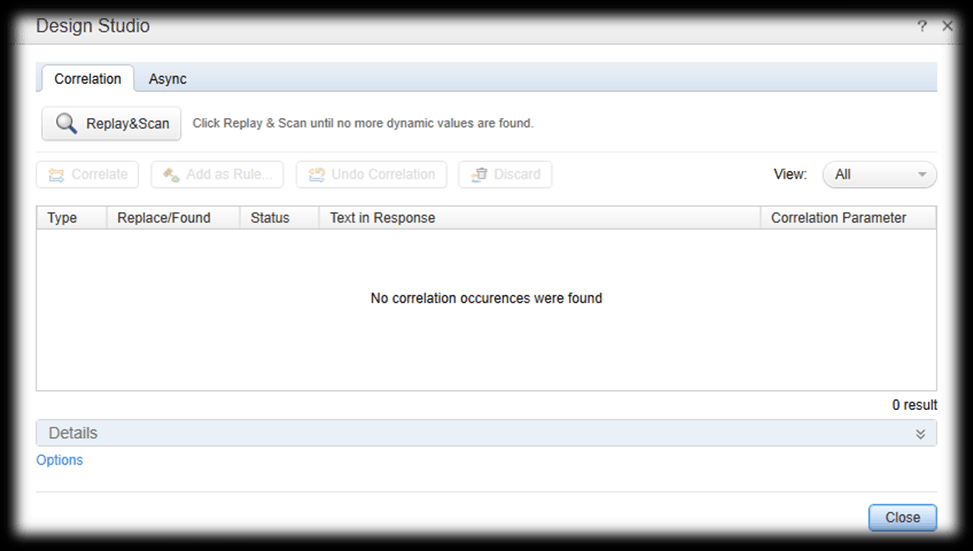 Design Studio
Correlation Async
Replay&Scan Click Replay & Scan until no more dynamic values are found.
Correlate Add as Rule... Undo Correlation Discard View: All
Type Replace/Found Status Text in Response Correlation Parameter
No correlation occurences were found
0 result
Details
Options
Close